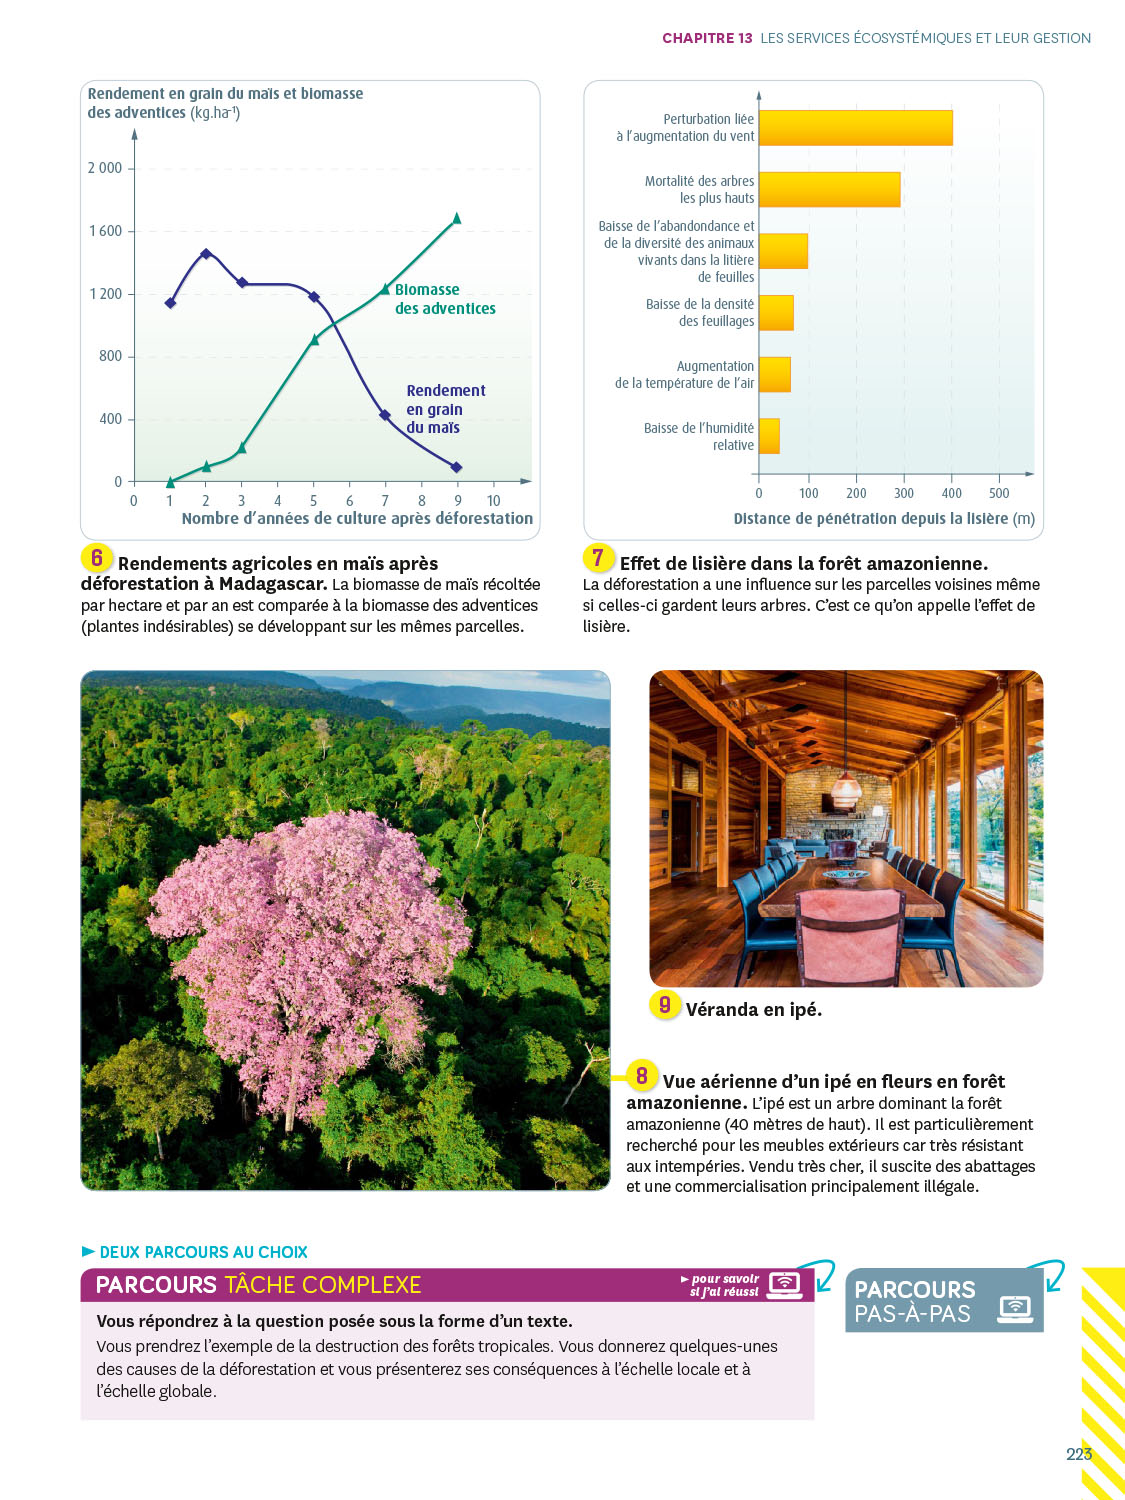 CHAPITRE 13 LES SERVICES ÉCOSYSTÉMIQUES ET LEUR GESTION
Rendement en grain du maïs et biomasse
des adventices (kg.ha⁻¹)
2 000
1 600
1 200
800
400
0
0 1 2 3 4 5 6 7 8 9 10
Nombre d'années de culture après déforestation
Biomasse
des adventices
Rendement
en grain
du maïs
6 Rendements agricoles en maïs après
déforestation à Madagascar. La biomasse de maïs récoltée
par hectare et par an est comparée à la biomasse des adventices
(plantes indésirables) se développant sur les mêmes parcelles.
Perturbation liée
à l'augmentation du vent
Mortalité des arbres
les plus hauts
Baisse de l'abandondance et
de la diversité des animaux
vivants dans la litière
de feuilles
Baisse de la densité
des feuillages
Augmentation
de la température de l'air
Baisse de l'humidité
relative
0 100 200 300 400 500
Distance de pénétration depuis la lisière (m)
7 Effet de lisière dans la forêt amazonienne.
La déforestation a une influence sur les parcelles voisines même
si celles-ci gardent leurs arbres. C'est ce qu'on appelle l'effet de
lisière.
9 Véranda en ipé.
8 Vue aérienne d'un ipé en fleurs en forêt
amazonienne. L'ipé est un arbre dominant la forêt
amazonienne (40 mètres de haut). Il est particulièrement
recherché pour les meubles extérieurs car très résistant
aux intempéries. Vendu très cher, il suscite des abattages
et une commercialisation principalement illégale.
► DEUX PARCOURS AU CHOIX
PARCOURS TÂCHE COMPLEXE
► pour savoir
si j'ai réussi
Vous répondrez à la question posée sous la forme d'un texte.
Vous prendrez l'exemple de la destruction des forêts tropicales. Vous donnerez quelques-unes
des causes de la déforestation et vous présenterez ses conséquences à l'échelle locale et à
l'échelle globale.
PARCOURS
PAS-À-PAS
223